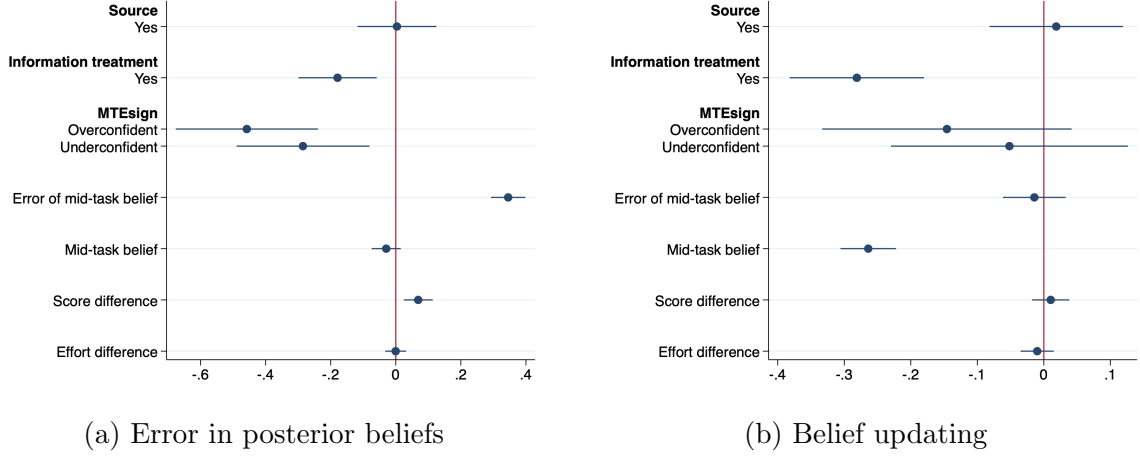 Source
Yes
Information treatment
Yes
MTEsign
Overconfident
Underconfident
Error of mid-task belief
Mid-task belief
Score difference
Effort difference
-.6 -.4 -.2 0 .2 .4
(a) Error in posterior beliefs
Source
Yes
Information treatment
Yes
MTEsign
Overconfident
Underconfident
Error of mid-task belief
Mid-task belief
Score difference
Effort difference
-.4 -.3 -.2 -.1 0 .1
(b) Belief updating